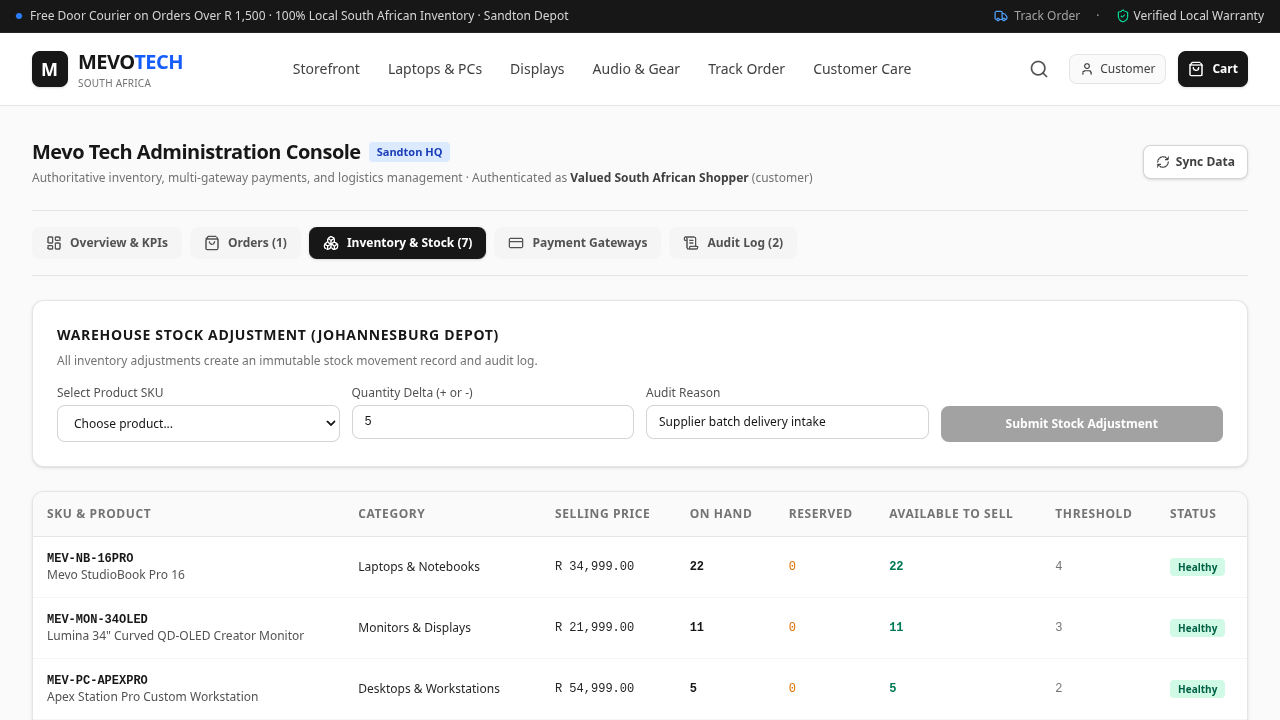 Free Door Courier on Orders Over R 1,500 · 100% Local South African Inventory · Sandton Depot
Track Order · Verified Local Warranty
M MEVOTECH
SOUTH AFRICA
Storefront Laptops & PCs Displays Audio & Gear Track Order Customer Care
Customer Cart
Mevo Tech Administration Console Sandton HQ
Authoritative inventory, multi-gateway payments, and logistics management · Authenticated as Valued South African Shopper (customer)
Sync Data
Overview & KPIs Orders (1) Inventory & Stock (7) Payment Gateways Audit Log (2)
WAREHOUSE STOCK ADJUSTMENT (JOHANNESBURG DEPOT)
All inventory adjustments create an immutable stock movement record and audit log.
Select Product SKU Quantity Delta (+ or -) Audit Reason
Choose product... 5 Supplier batch delivery intake Submit Stock Adjustment
SKU & PRODUCT CATEGORY SELLING PRICE ON HAND RESERVED AVAILABLE TO SELL THRESHOLD STATUS
MEV-NB-16PRO
Mevo StudioBook Pro 16 Laptops & Notebooks R 34,999.00 22 0 22 4 Healthy
MEV-MON-34OLED
Lumina 34" Curved QD-OLED Creator Monitor Monitors & Displays R 21,999.00 11 0 11 3 Healthy
MEV-PC-APEXPRO
Apex Station Pro Custom Workstation Desktops & Workstations R 54,999.00 5 0 5 2 Healthy